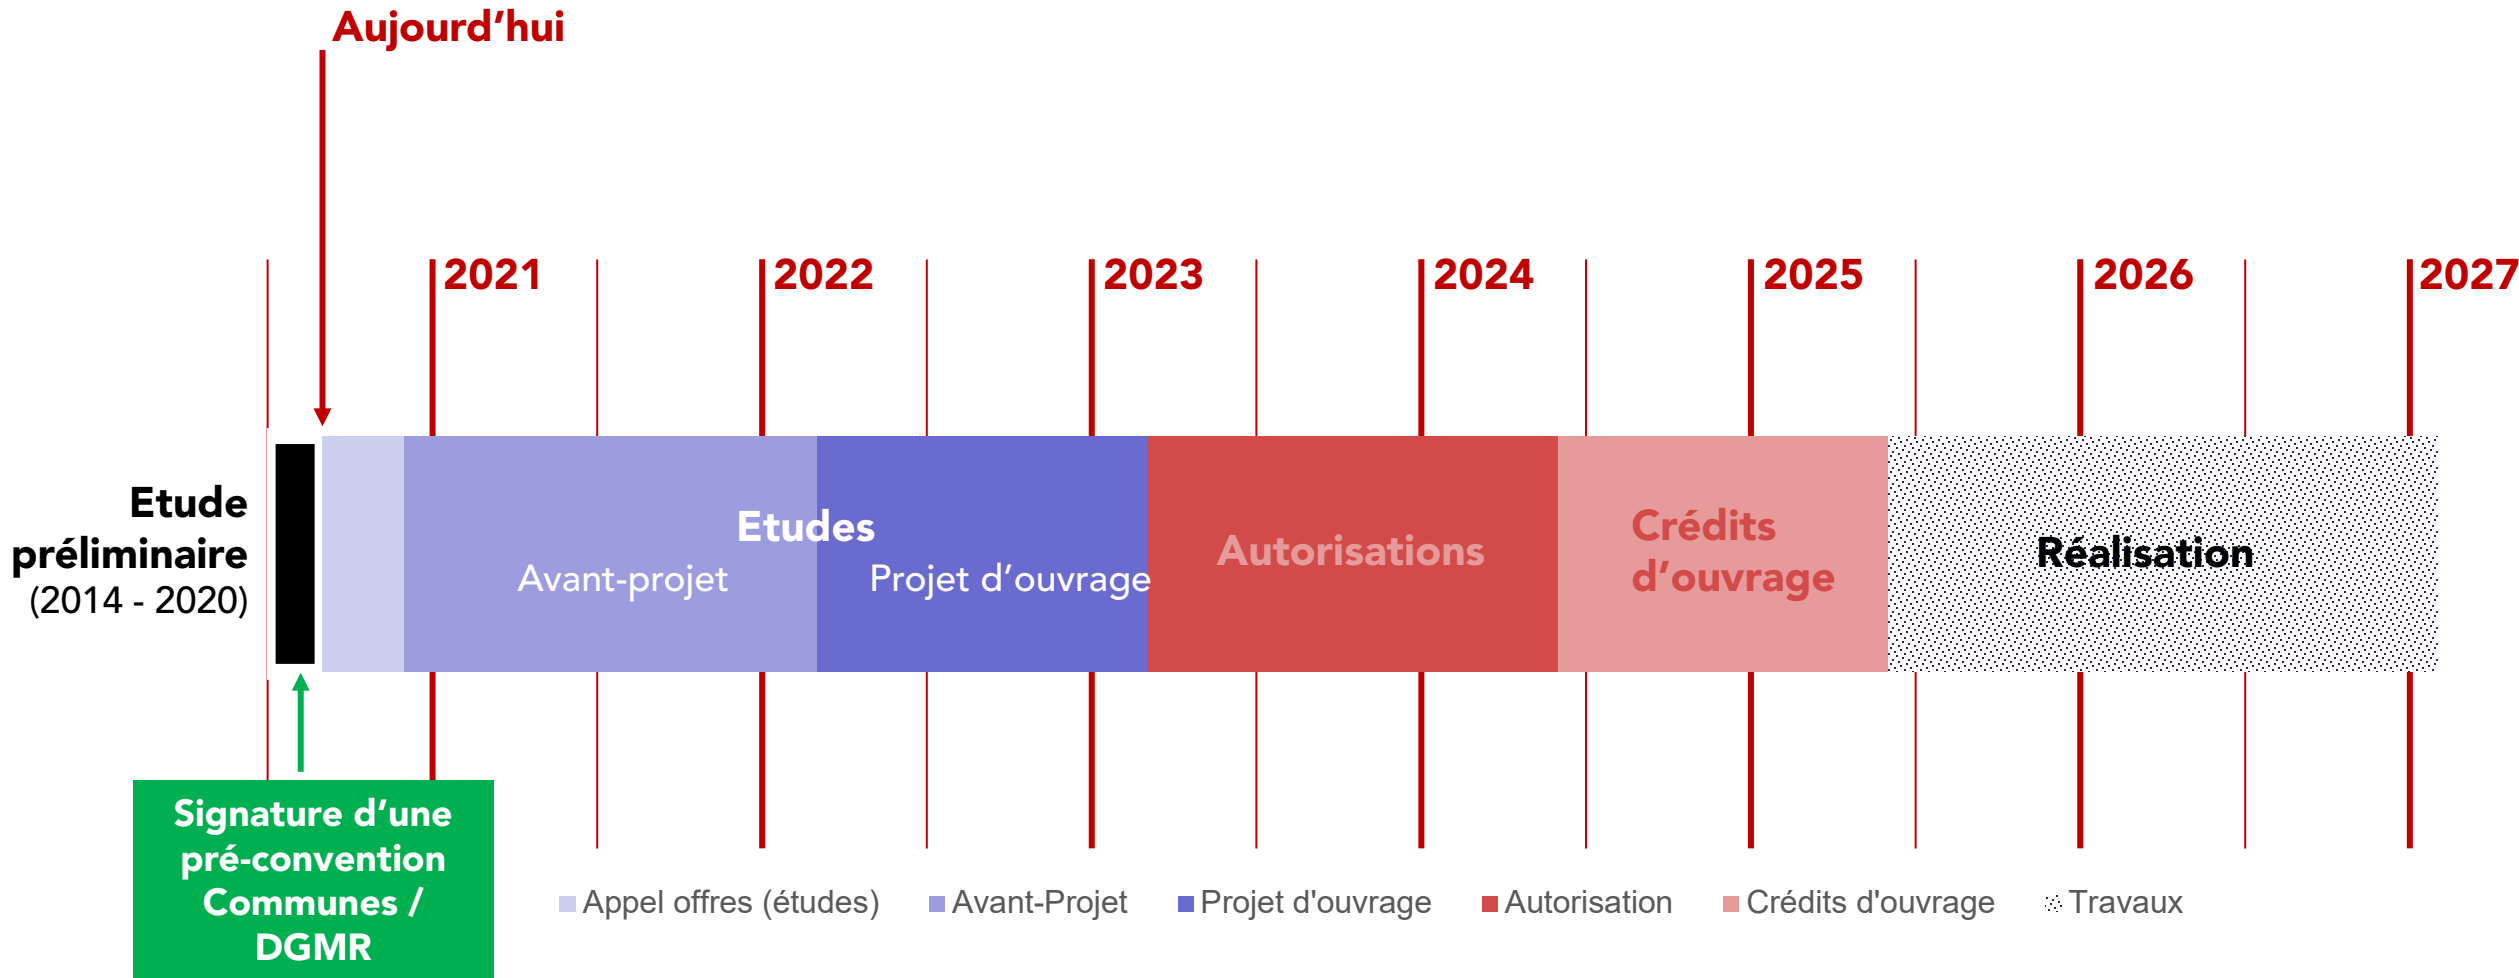 Aujourd’hui
2021
2022
2023
2024
2025
2026
2027
Etude
préliminaire
(2014 - 2020)
Etudes
Avant-projet
Projet d’ouvrage
Autorisations
Crédits
d’ouvrage
Réalisation
Signature d’une
pré-convention
Communes /
DGMR
Appel offres (études)
Avant-Projet
Projet d'ouvrage
Autorisation
Crédits d'ouvrage
Travaux